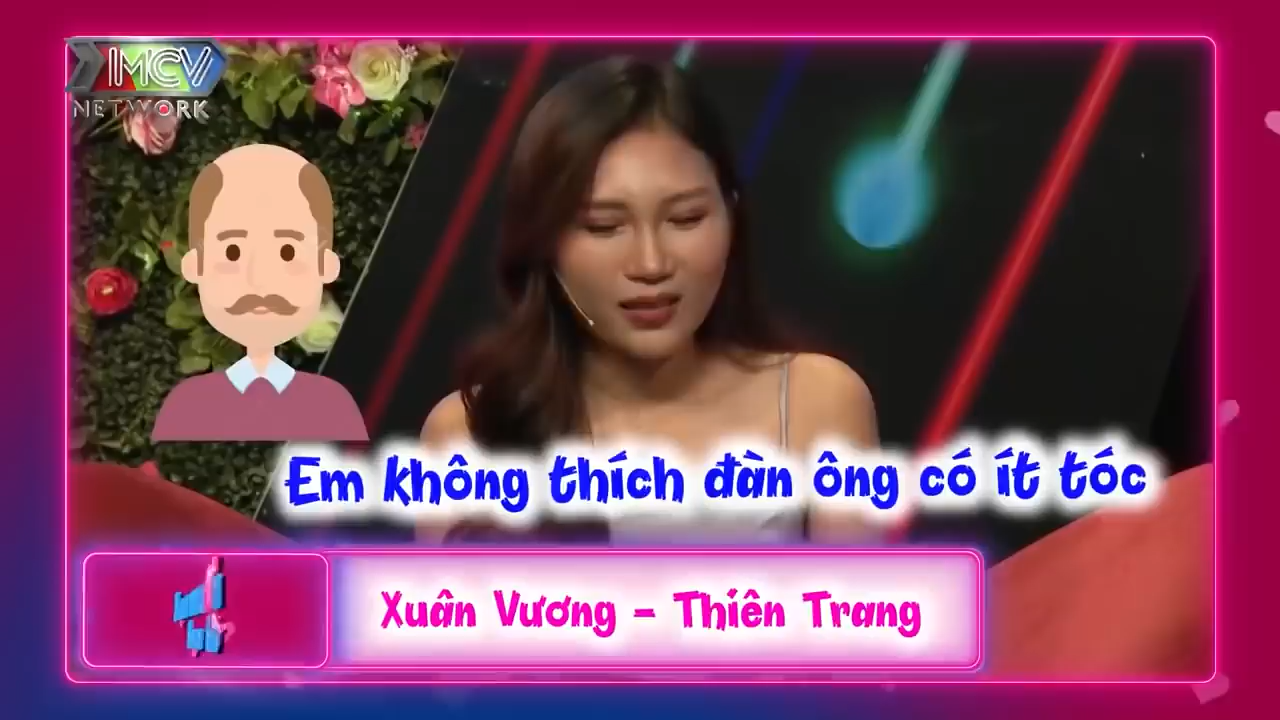 MCV
NETWORK
Em không thích đàn ông có ít tóc
Xuân Vương - Thiên Trang